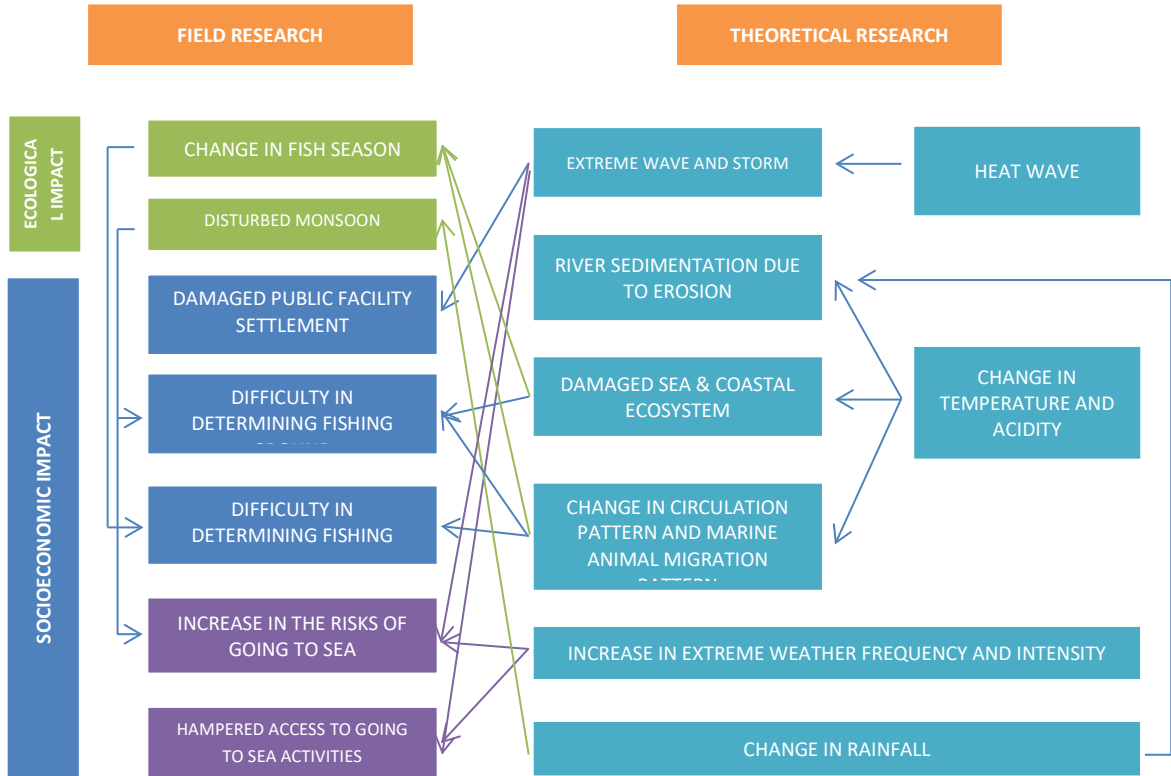 FIELD RESEARCH
THEORETICAL RESEARCH
ECOLOGICA
L IMPACT
CHANGE IN FISH SEASON
DISTURBED MONSOON
SOCIOECONOMIC IMPACT
DAMAGED PUBLIC FACILITY
SETTLEMENT
DIFFICULTY IN
DETERMINING FISHING
DIFFICULTY IN
DETERMINING FISHING
INCREASE IN THE RISKS OF
GOING TO SEA
HAMPERED ACCESS TO GOING
TO SEA ACTIVITIES
EXTREME WAVE AND STORM
RIVER SEDIMENTATION DUE
TO EROSION
DAMAGED SEA & COASTAL
ECOSYSTEM
CHANGE IN CIRCULATION
PATTERN AND MARINE
ANIMAL MIGRATION
PATTERN
INCREASE IN EXTREME WEATHER FREQUENCY AND INTENSITY
CHANGE IN RAINFALL
HEAT WAVE
CHANGE IN
TEMPERATURE AND
ACIDITY